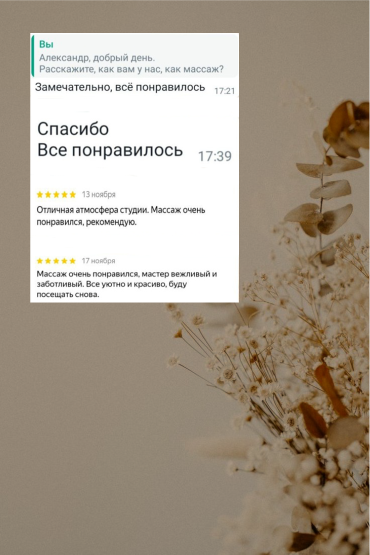 Вы
Александр, добрый день.
Расскажите, как вам у нас, как массаж?
Замечательно, всё понравилось 17:21
Спасибо
Все понравилось 17:39
13 ноября
Отличная атмосфера студии. Массаж очень
понравился, рекомендую.
17 ноября
Массаж очень понравился, мастер вежливый и
заботливый. Все уютно и красиво, буду
посещать снова.